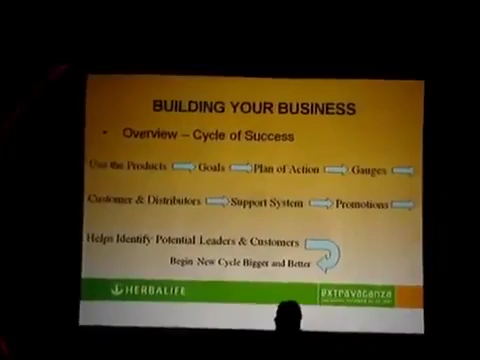 BUILDING YOUR BUSINESS
• Overview – Cycle of Success
Use the Products Goals Plan of Action Gauges
Customer & Distributors Support System Promotions
Helps Identify Potential Leaders & Customers
Begin New Cycle Bigger and Better
HERBALIFE extravaganza